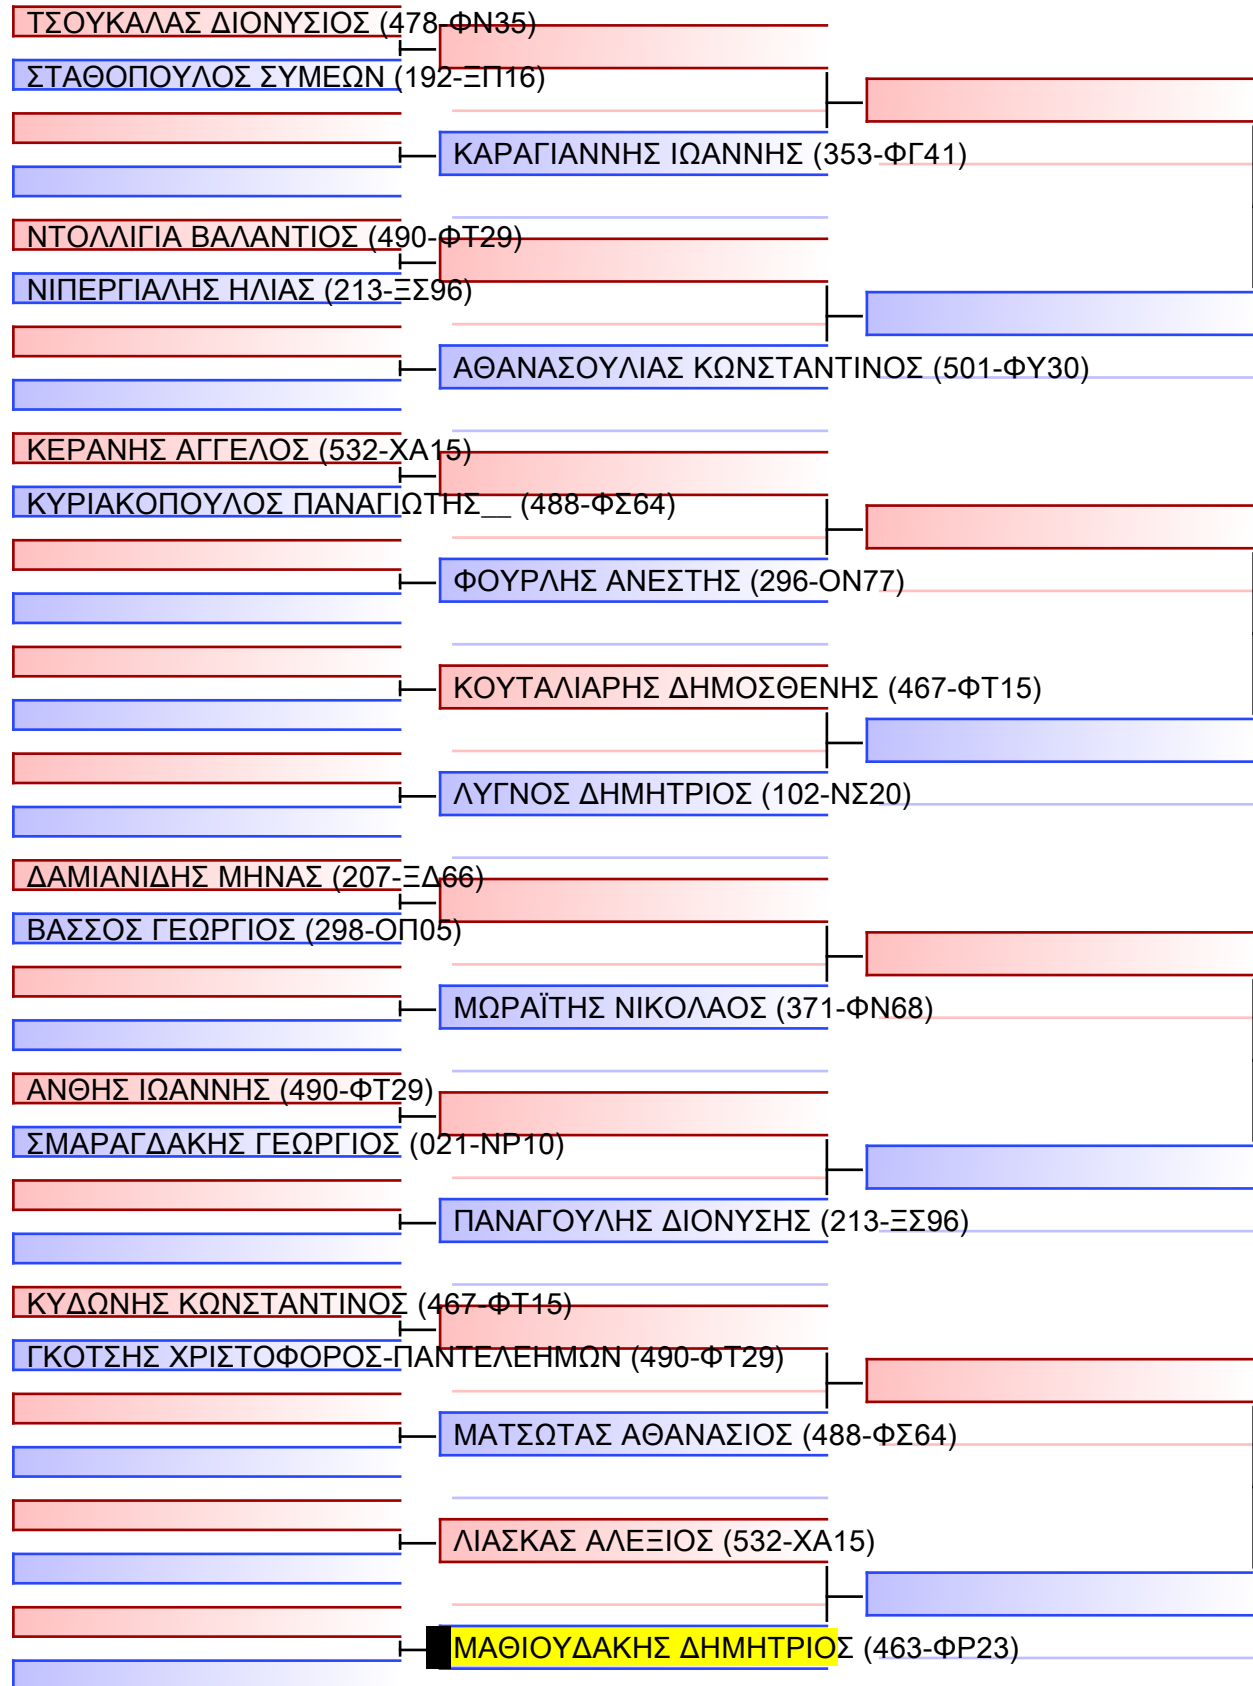 ΤΣΟΥΚΑΛΑΣ ΔΙΟΝΥΣΙΟΣ (478-ΦΝ35)
ΣΤΑΘΟΠΟΥΛΟΣ ΣΥΜΕΩΝ (192-ΞΠ16)
ΚΑΡΑΓΙΑΝΝΗΣ ΙΩΑΝΝΗΣ (353-ΦΓ41)
ΝΤΟΛΛΙΓΙΑ ΒΑΛΑΝΤΙΟΣ (490-ΦΤ29)
ΝΙΠΕΡΓΙΑΛΗΣ ΗΛΙΑΣ (213-ΞΣ96)
ΑΘΑΝΑΣΟΥΛΙΑΣ ΚΩΝΣΤΑΝΤΙΝΟΣ (501-ΦΥ30)
ΚΕΡΑΝΗΣ ΑΓΓΕΛΟΣ (532-ΧΑ15)
ΚΥΡΙΑΚΟΠΟΥΛΟΣ ΠΑΝΑΓΙΩΤΗΣ__ (488-ΦΣ64)
ΦΟΥΡΛΗΣ ΑΝΕΣΤΗΣ (296-ΟΝ77)
ΚΟΥΤΑΛΙΑΡΗΣ ΔΗΜΟΣΘΕΝΗΣ (467-ΦΤ15)
ΛΥΓΝΟΣ ΔΗΜΗΤΡΙΟΣ (102-ΝΣ20)
ΔΑΜΙΑΝΙΔΗΣ ΜΗΝΑΣ (207-ΞΔ66)
ΒΑΣΣΟΣ ΓΕΩΡΓΙΟΣ (298-ΟΠ05)
ΜΩΡΑΪΤΗΣ ΝΙΚΟΛΑΟΣ (371-ΦΝ68)
ΑΝΘΗΣ ΙΩΑΝΝΗΣ (490-ΦΤ29)
ΣΜΑΡΑΓΔΑΚΗΣ ΓΕΩΡΓΙΟΣ (021-ΝΡ10)
ΠΑΝΑΓΟΥΛΗΣ ΔΙΟΝΥΣΗΣ (213-ΞΣ96)
ΚΥΔΩΝΗΣ ΚΩΝΣΤΑΝΤΙΝΟΣ (467-ΦΤ15)
ΓΚΟΤΣΗΣ ΧΡΙΣΤΟΦΟΡΟΣ-ΠΑΝΤΕΛΕΗΜΩΝ (490-ΦΤ29)
ΜΑΤΣΩΤΑΣ ΑΘΑΝΑΣΙΟΣ (488-ΦΣ64)
ΛΙΑΣΚΑΣ ΑΛΕΞΙΟΣ (532-ΧΑ15)
ΜΑΘΙΟΥΔΑΚΗΣ ΔΗΜΗΤΡΙΟΣ (463-ΦΡ23)